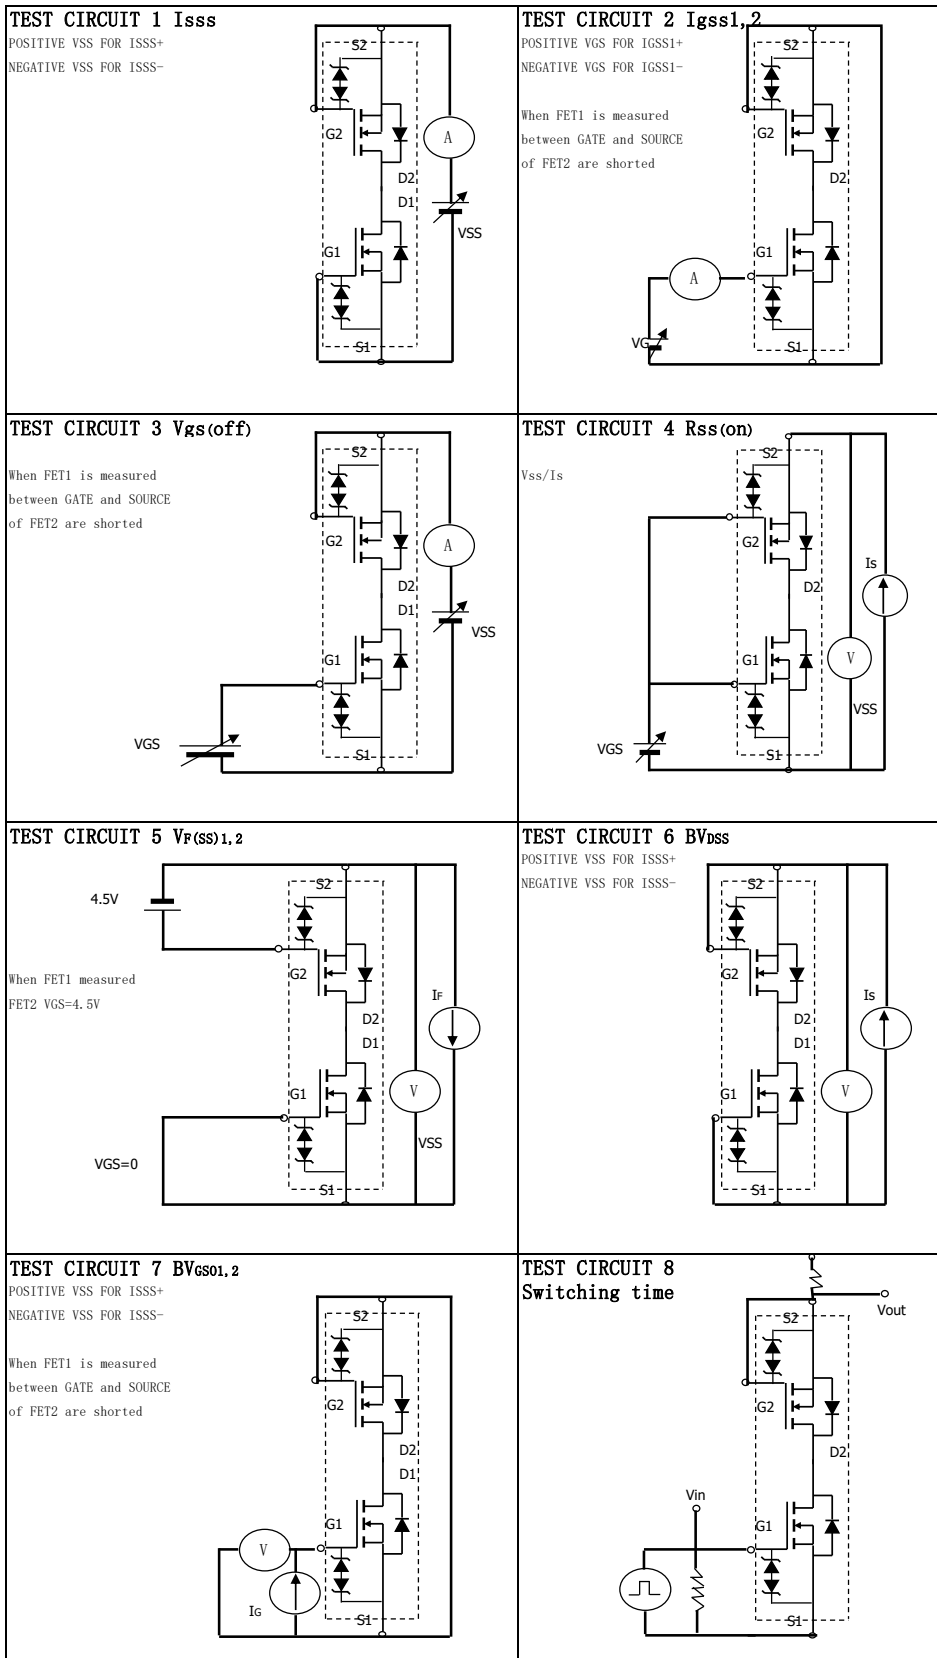 TEST CIRCUIT 1 Isss
POSITIVE VSS FOR ISSS+
NEGATIVE VSS FOR ISSS-
S2
G2
A
D2
D1
VSS
G1
S1
TEST CIRCUIT 2 Igss1,2
POSITIVE VGS FOR IGSS1+
NEGATIVE VGS FOR IGSS1-
When FET1 is measured
between GATE and SOURCE
of FET2 are shorted
S2
G2
D2
G1
A
VG
S1
TEST CIRCUIT 3 Vgs(off)
When FET1 is measured
between GATE and SOURCE
of FET2 are shorted
S2
G2
A
D2
D1
VSS
G1
VGS
S1
TEST CIRCUIT 4 Rss(on)
Vss/Is
S2
G2
Is
D2
G1
V
VSS
VGS
S1
TEST CIRCUIT 5 VF(SS)1,2
4.5V
When FET1 measured
FET2 VGS=4.5V
S2
G2
IF
D2
D1
G1
V
VSS
VGS=0
S1
TEST CIRCUIT 6 BVDSS
POSITIVE VSS FOR ISSS+
NEGATIVE VSS FOR ISSS-
S2
G2
Is
D2
D1
G1
V
S1
TEST CIRCUIT 7 BVGSO1,2
POSITIVE VSS FOR ISSS+
NEGATIVE VSS FOR ISSS-
When FET1 is measured
between GATE and SOURCE
of FET2 are shorted
S2
G2
D2
D1
G1
V
IG
S1
TEST CIRCUIT 8
Switching time
Vout
S2
G2
D2
Vin
G1
S1